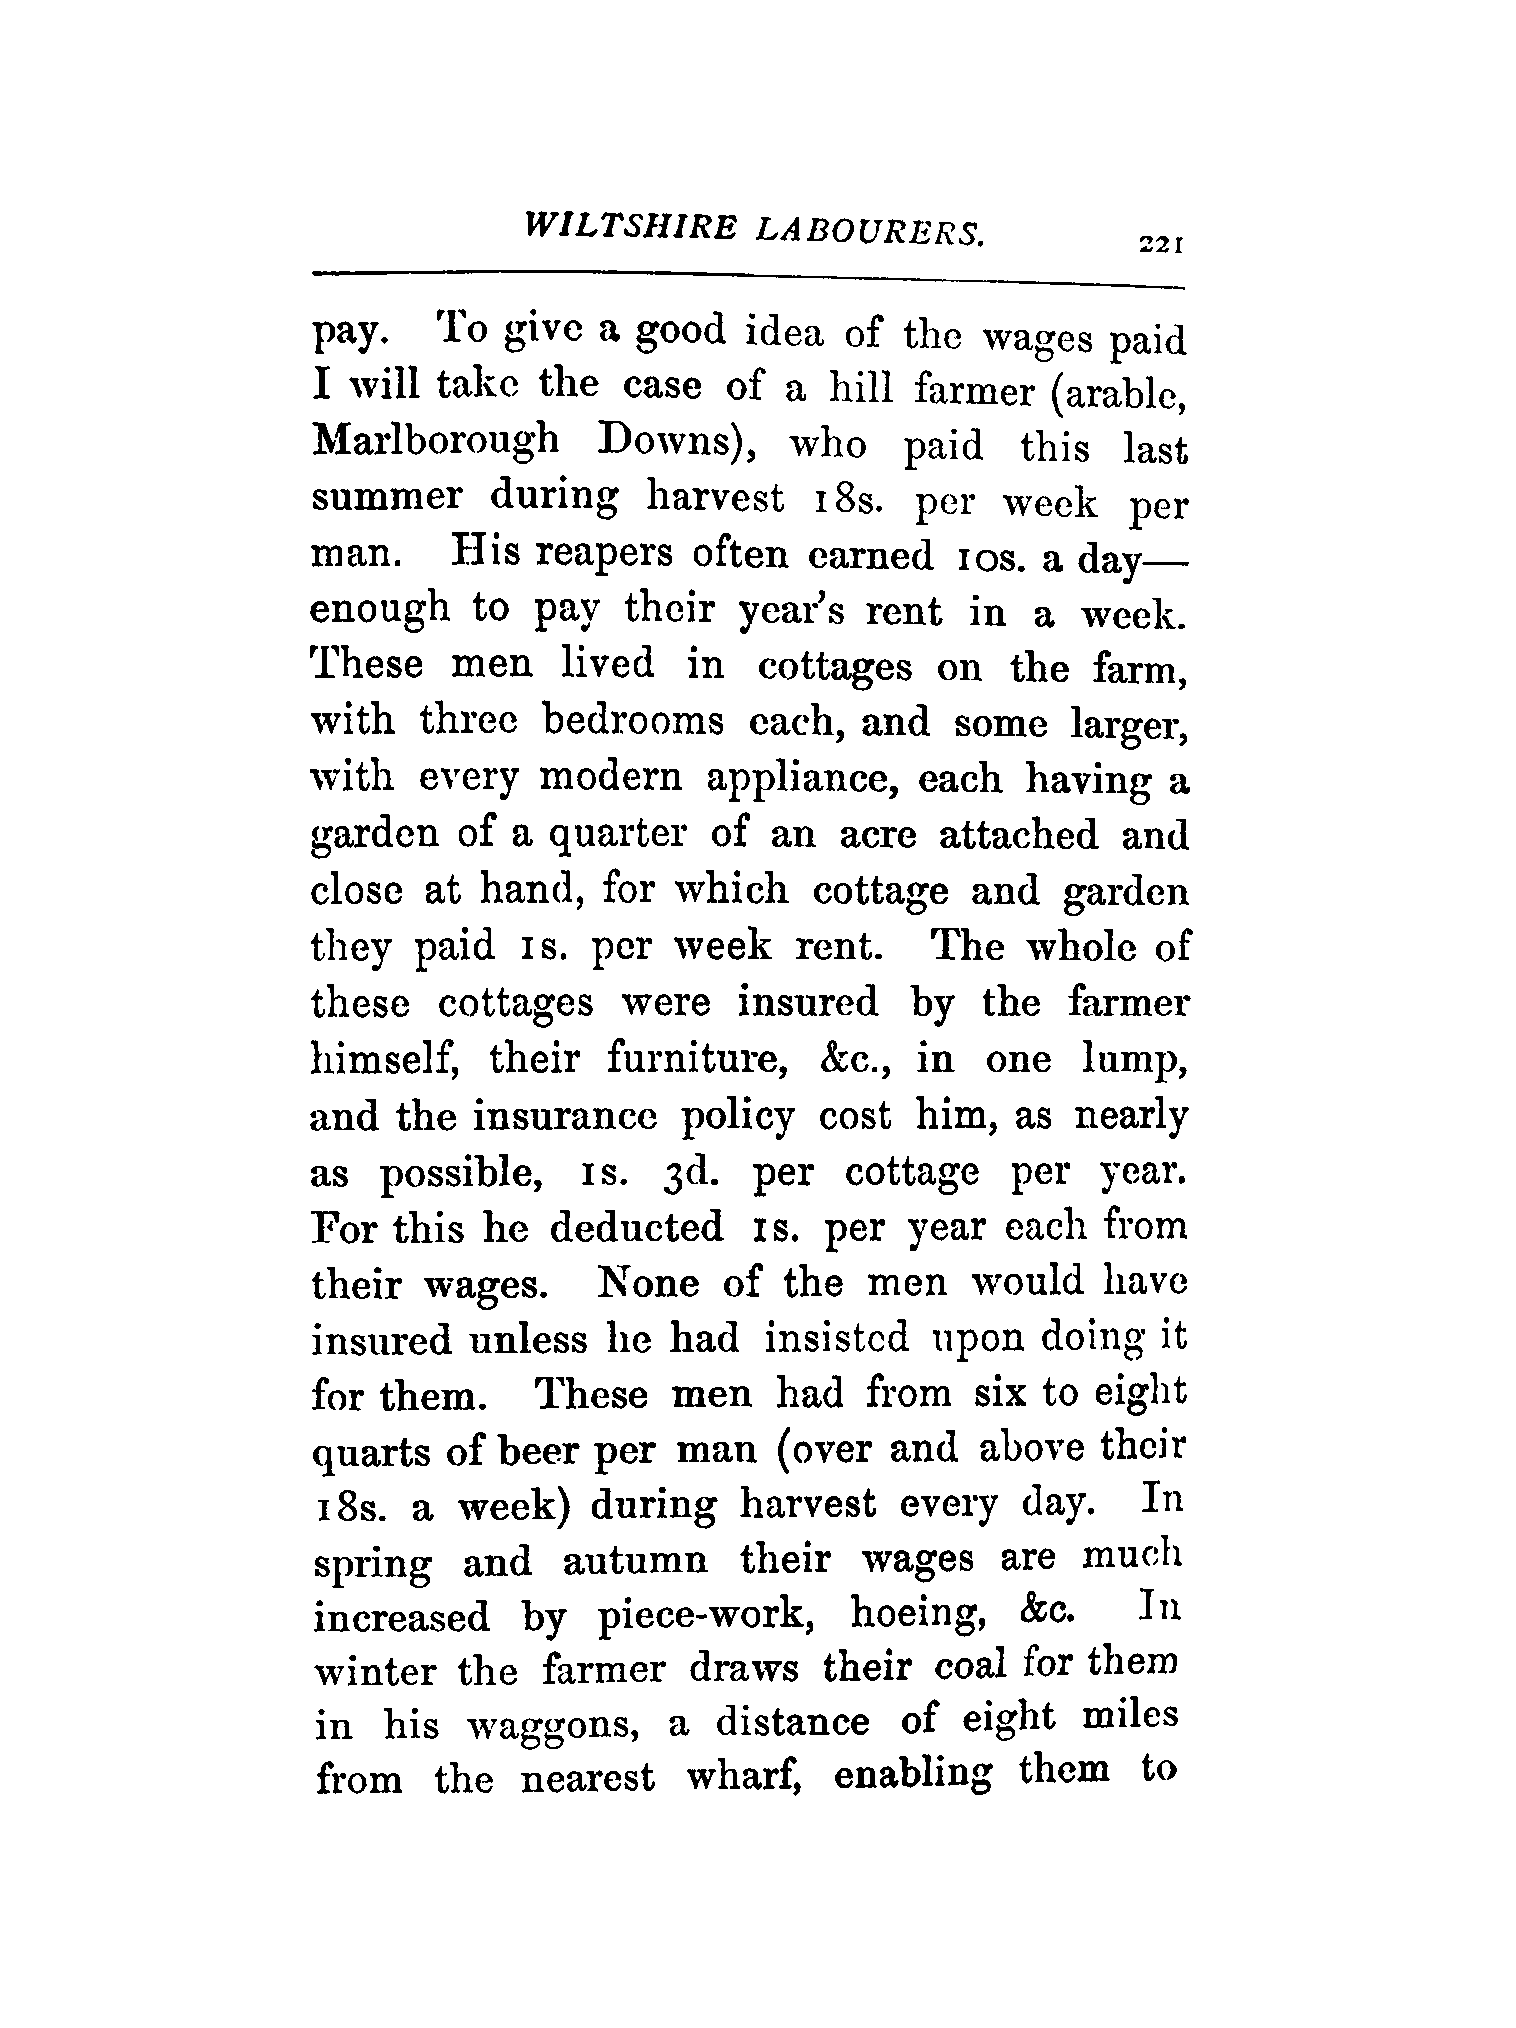 WILTSHIRE LABOURERS. 221
pay. To give a good idea of the wages paid
I will take the case of a hill farmer (arable,
Marlborough Downs), who paid this last
summer during harvest 18s. per week per
man. His reapers often earned 10s. a day—
enough to pay their year's rent in a week.
These men lived in cottages on the farm,
with three bedrooms each, and some larger,
with every modern appliance, each having a
garden of a quarter of an acre attached and
close at hand, for which cottage and garden
they paid 1s. per week rent. The whole of
these cottages were insured by the farmer
himself, their furniture, &c., in one lump,
and the insurance policy cost him, as nearly
as possible, 1s. 3d. per cottage per year.
For this he deducted 1s. per year each from
their wages. None of the men would have
insured unless he had insisted upon doing it
for them. These men had from six to eight
quarts of beer per man (over and above their
18s. a week) during harvest every day. In
spring and autumn their wages are much
increased by piece-work, hoeing, &c. In
winter the farmer draws their coal for them
in his waggons, a distance of eight miles
from the nearest wharf, enabling them to